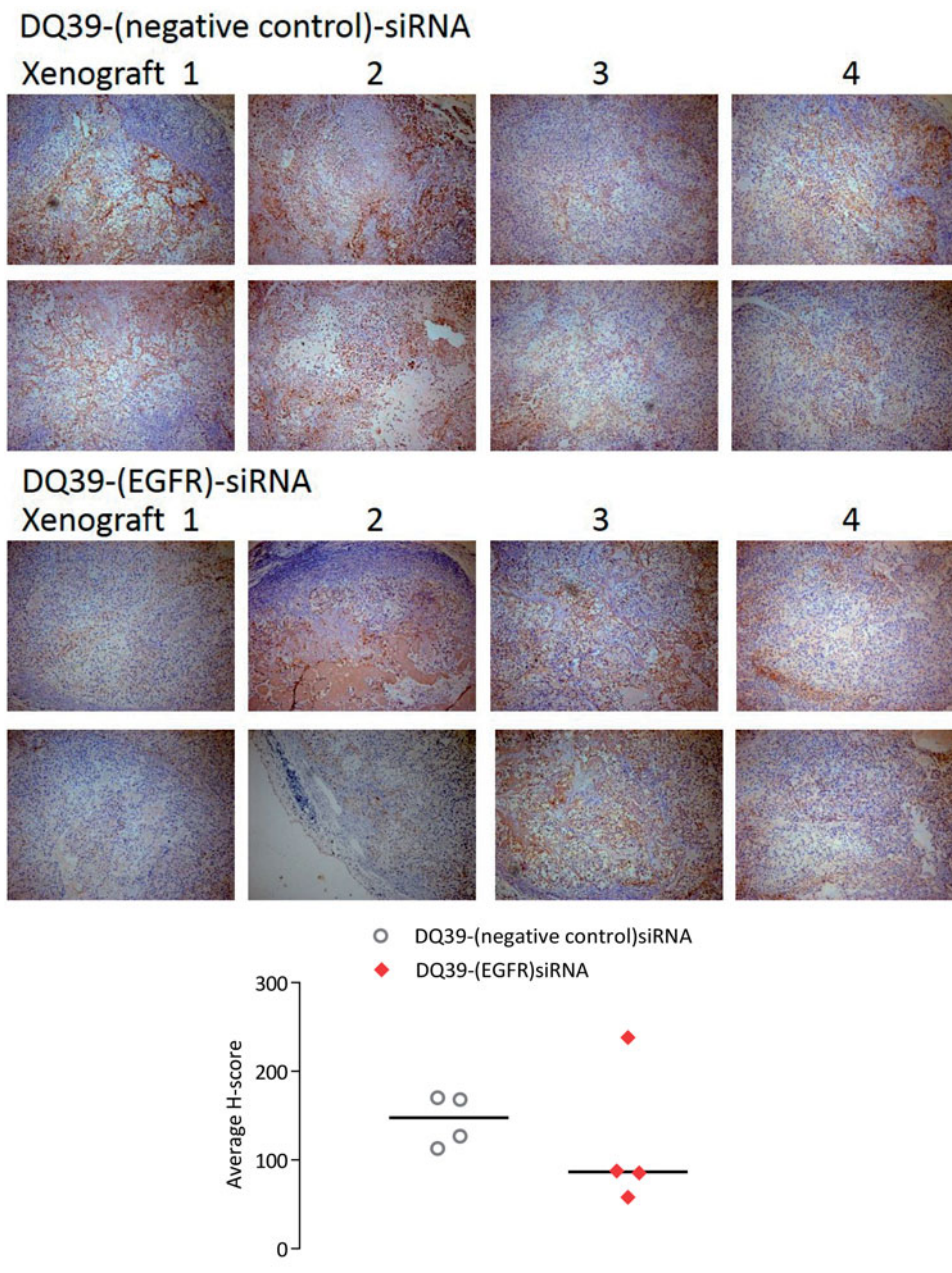 DQ39-(negative control)-siRNA
Xenograft 1 2 3 4
DQ39-(EGFR)-siRNA
Xenograft 1 2 3 4
DQ39-(negative control)siRNA
DQ39-(EGFR)siRNA
Average H-score
300
200
100
0